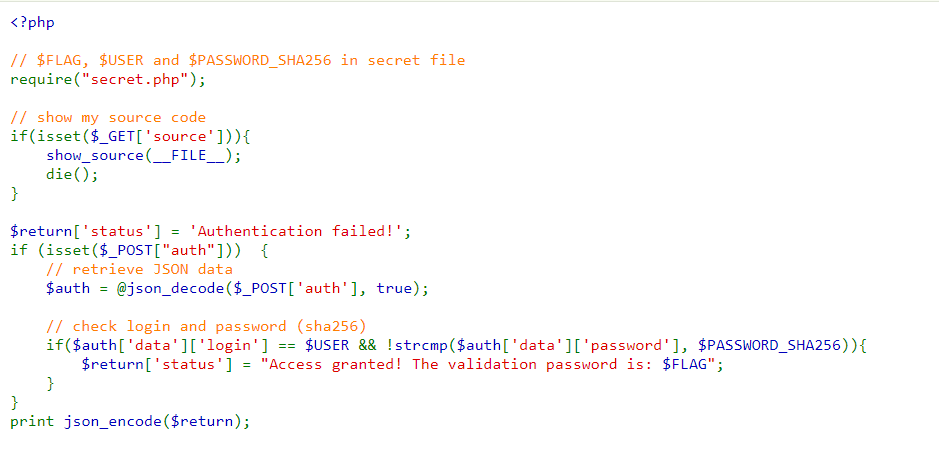 <?php
// $FLAG, $USER and $PASSWORD_SHA256 in secret file
require("secret.php");
// show my source code
if(isset($_GET['source'])){
    show_source(__FILE__);
    die();
}
$return['status'] = 'Authentication failed!';
if (isset($_POST["auth"]))  {
    // retrieve JSON data
    $auth = @json_decode($_POST['auth'], true);
    // check login and password (sha256)
    if($auth['data']['login'] == $USER && !strcmp($auth['data']['password'], $PASSWORD_SHA256)){
        $return['status'] = "Access granted! The validation password is: $FLAG";
    }
}
print json_encode($return);